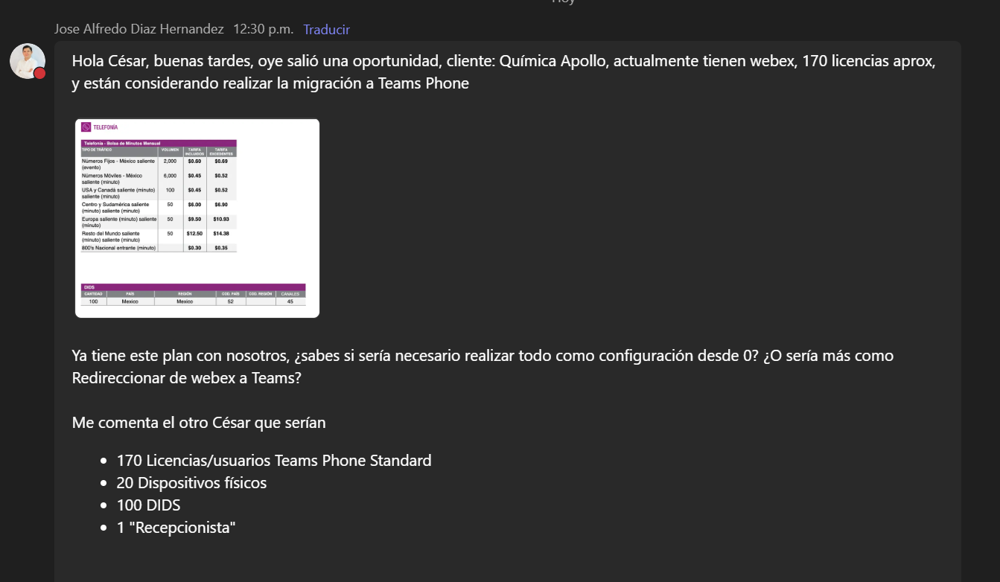 Hoy
Jose Alfredo Diaz Hernandez 12:30 p.m. Traducir
Hola César, buenas tardes, oye salió una oportunidad, cliente: Química Apollo, actualmente tienen webex, 170 licencias aprox,
y están considerando realizar la migración a Teams Phone
TELEFONÍA
Telefonía - Bolsa de Minutos Mensual
TIPO DE TRÁFICO VOLUMEN TARIFA INCLUIDOS TARIFA EXCEDENTES
Números Fijos - México saliente 2,000 $0.60 $0.69
(evento)
Números Móviles - México 6,000 $0.45 $0.52
saliente (minuto)
USA y Canadá saliente (minuto) 100 $0.45 $0.52
saliente (minuto)
Centro y Sudamérica saliente 50 $6.00 $6.90
(minuto) saliente (minuto)
Europa saliente (minuto) saliente 50 $9.50 $10.93
(minuto)
Resto del Mundo saliente 50 $12.50 $14.38
(minuto) saliente (minuto)
800's Nacional entrante (minuto) $0.30 $0.35
DIDS
CANTIDAD PAÍS REGIÓN COD. PAÍS COD. REGIÓN CANALES
100 Mexico Mexico 52 45
Ya tiene este plan con nosotros, ¿sabes si sería necesario realizar todo como configuración desde 0? ¿O sería más como
Redireccionar de webex a Teams?
Me comenta el otro César que serían
• 170 Licencias/usuarios Teams Phone Standard
• 20 Dispositivos físicos
• 100 DIDS
• 1 "Recepcionista"